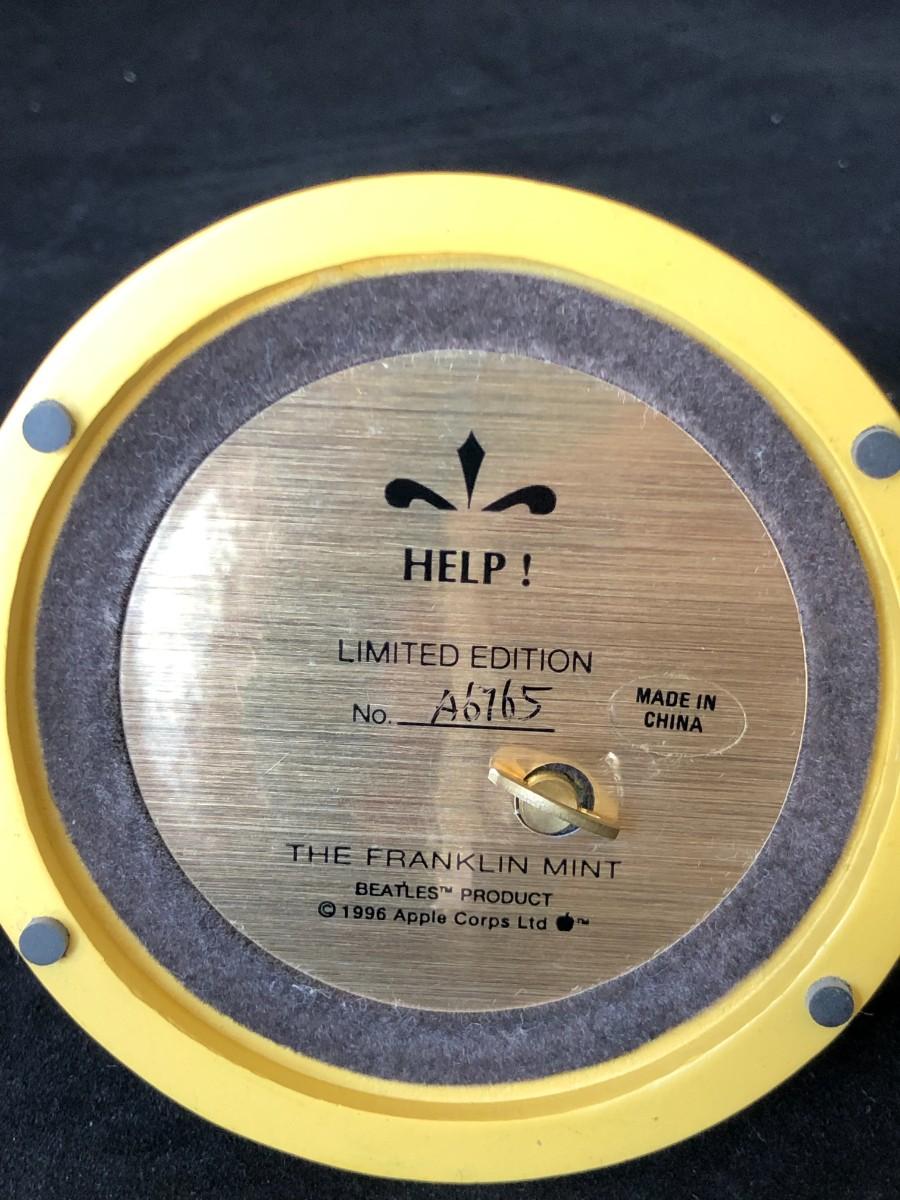 HELP !
LIMITED EDITION
No. A6765
MADE IN
CHINA
THE FRANKLIN MINT
BEATLES™ PRODUCT
© 1996 Apple Corps Ltd ™